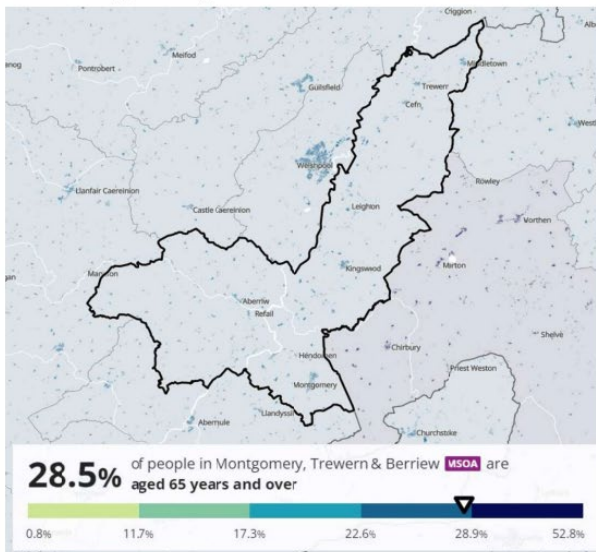 Criggion
Meifod
Pontrobert
Guilsfield
Middletown
Trewern
Cefn
Welshpool
Rowley
Llanfair Caereinion
Castle Caereinion
Leighton
Worthen
Marton
Kingswood
Aberriw
Refail
Shelve
Chirbury
Hendomen
Priest Weston
Montgomery
Llandyssil
Abermule
Churchstoke
28.5% of people in Montgomery, Trewern & Berriew MSOA are
aged 65 years and over
0.8% 11.7% 17.3% 22.6% 28.9% 52.8%